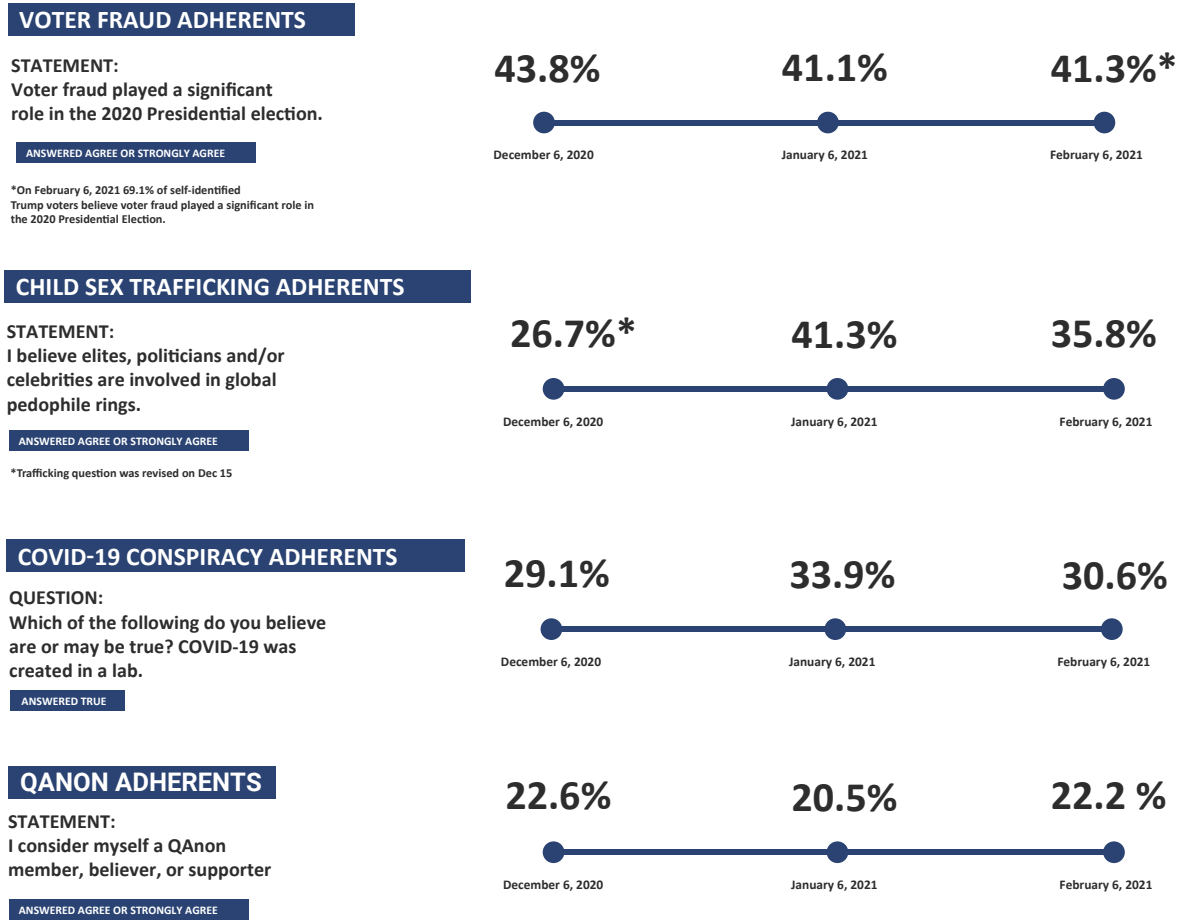 VOTER FRAUD ADHERENTS
STATEMENT:
Voter fraud played a significant
role in the 2020 Presidential election.
ANSWERED AGREE OR STRONGLY AGREE
*On February 6, 2021 69.1% of self-identified
Trump voters believe voter fraud played a significant role in
the 2020 Presidential Election.
43.8%
41.1%
41.3%*
December 6, 2020
January 6, 2021
February 6, 2021
CHILD SEX TRAFFICKING ADHERENTS
STATEMENT:
I believe elites, politicians and/or
celebrities are involved in global
pedophile rings.
ANSWERED AGREE OR STRONGLY AGREE
*Trafficking question was revised on Dec 15
26.7%*
41.3%
35.8%
December 6, 2020
January 6, 2021
February 6, 2021
COVID-19 CONSPIRACY ADHERENTS
QUESTION:
Which of the following do you believe
are or may be true? COVID-19 was
created in a lab.
ANSWERED TRUE
29.1%
33.9%
30.6%
December 6, 2020
January 6, 2021
February 6, 2021
QANON ADHERENTS
STATEMENT:
I consider myself a QAnon
member, believer, or supporter
ANSWERED AGREE OR STRONGLY AGREE
22.6%
20.5%
22.2 %
December 6, 2020
January 6, 2021
February 6, 2021